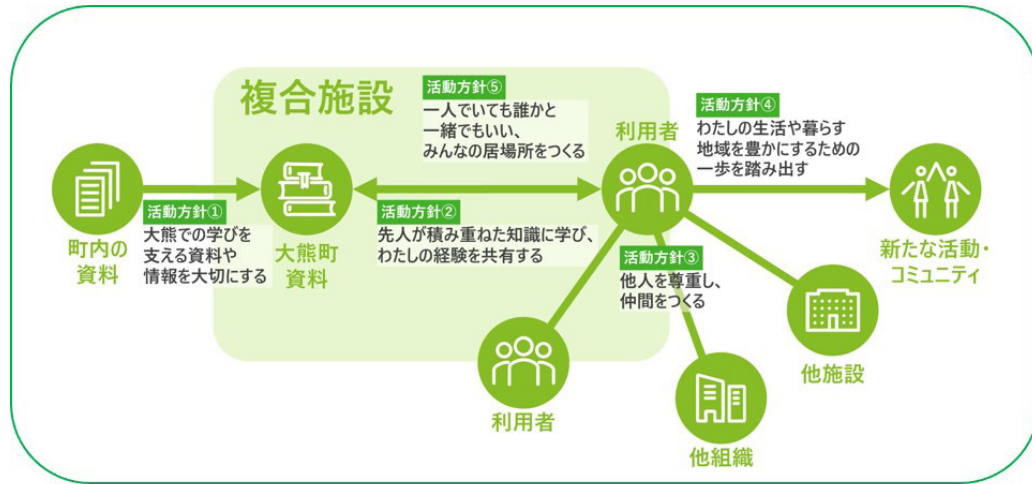 複合施設
活動方針⑤
一人でいても誰かと
一緒でもいい、
みんなの居場所をつくる
利用者
活動方針④
わたしの生活や暮らす
地域を豊かにするための
一歩を踏み出す
町内の
資料
活動方針①
大熊での学びを
支える資料や
情報を大切にする
大熊町
資料
活動方針②
先人が積み重ねた知識に学び、
わたしの経験を共有する
活動方針③
他人を尊重し、
仲間をつくる
新たな活動・
コミュニティ
利用者
他組織
他施設